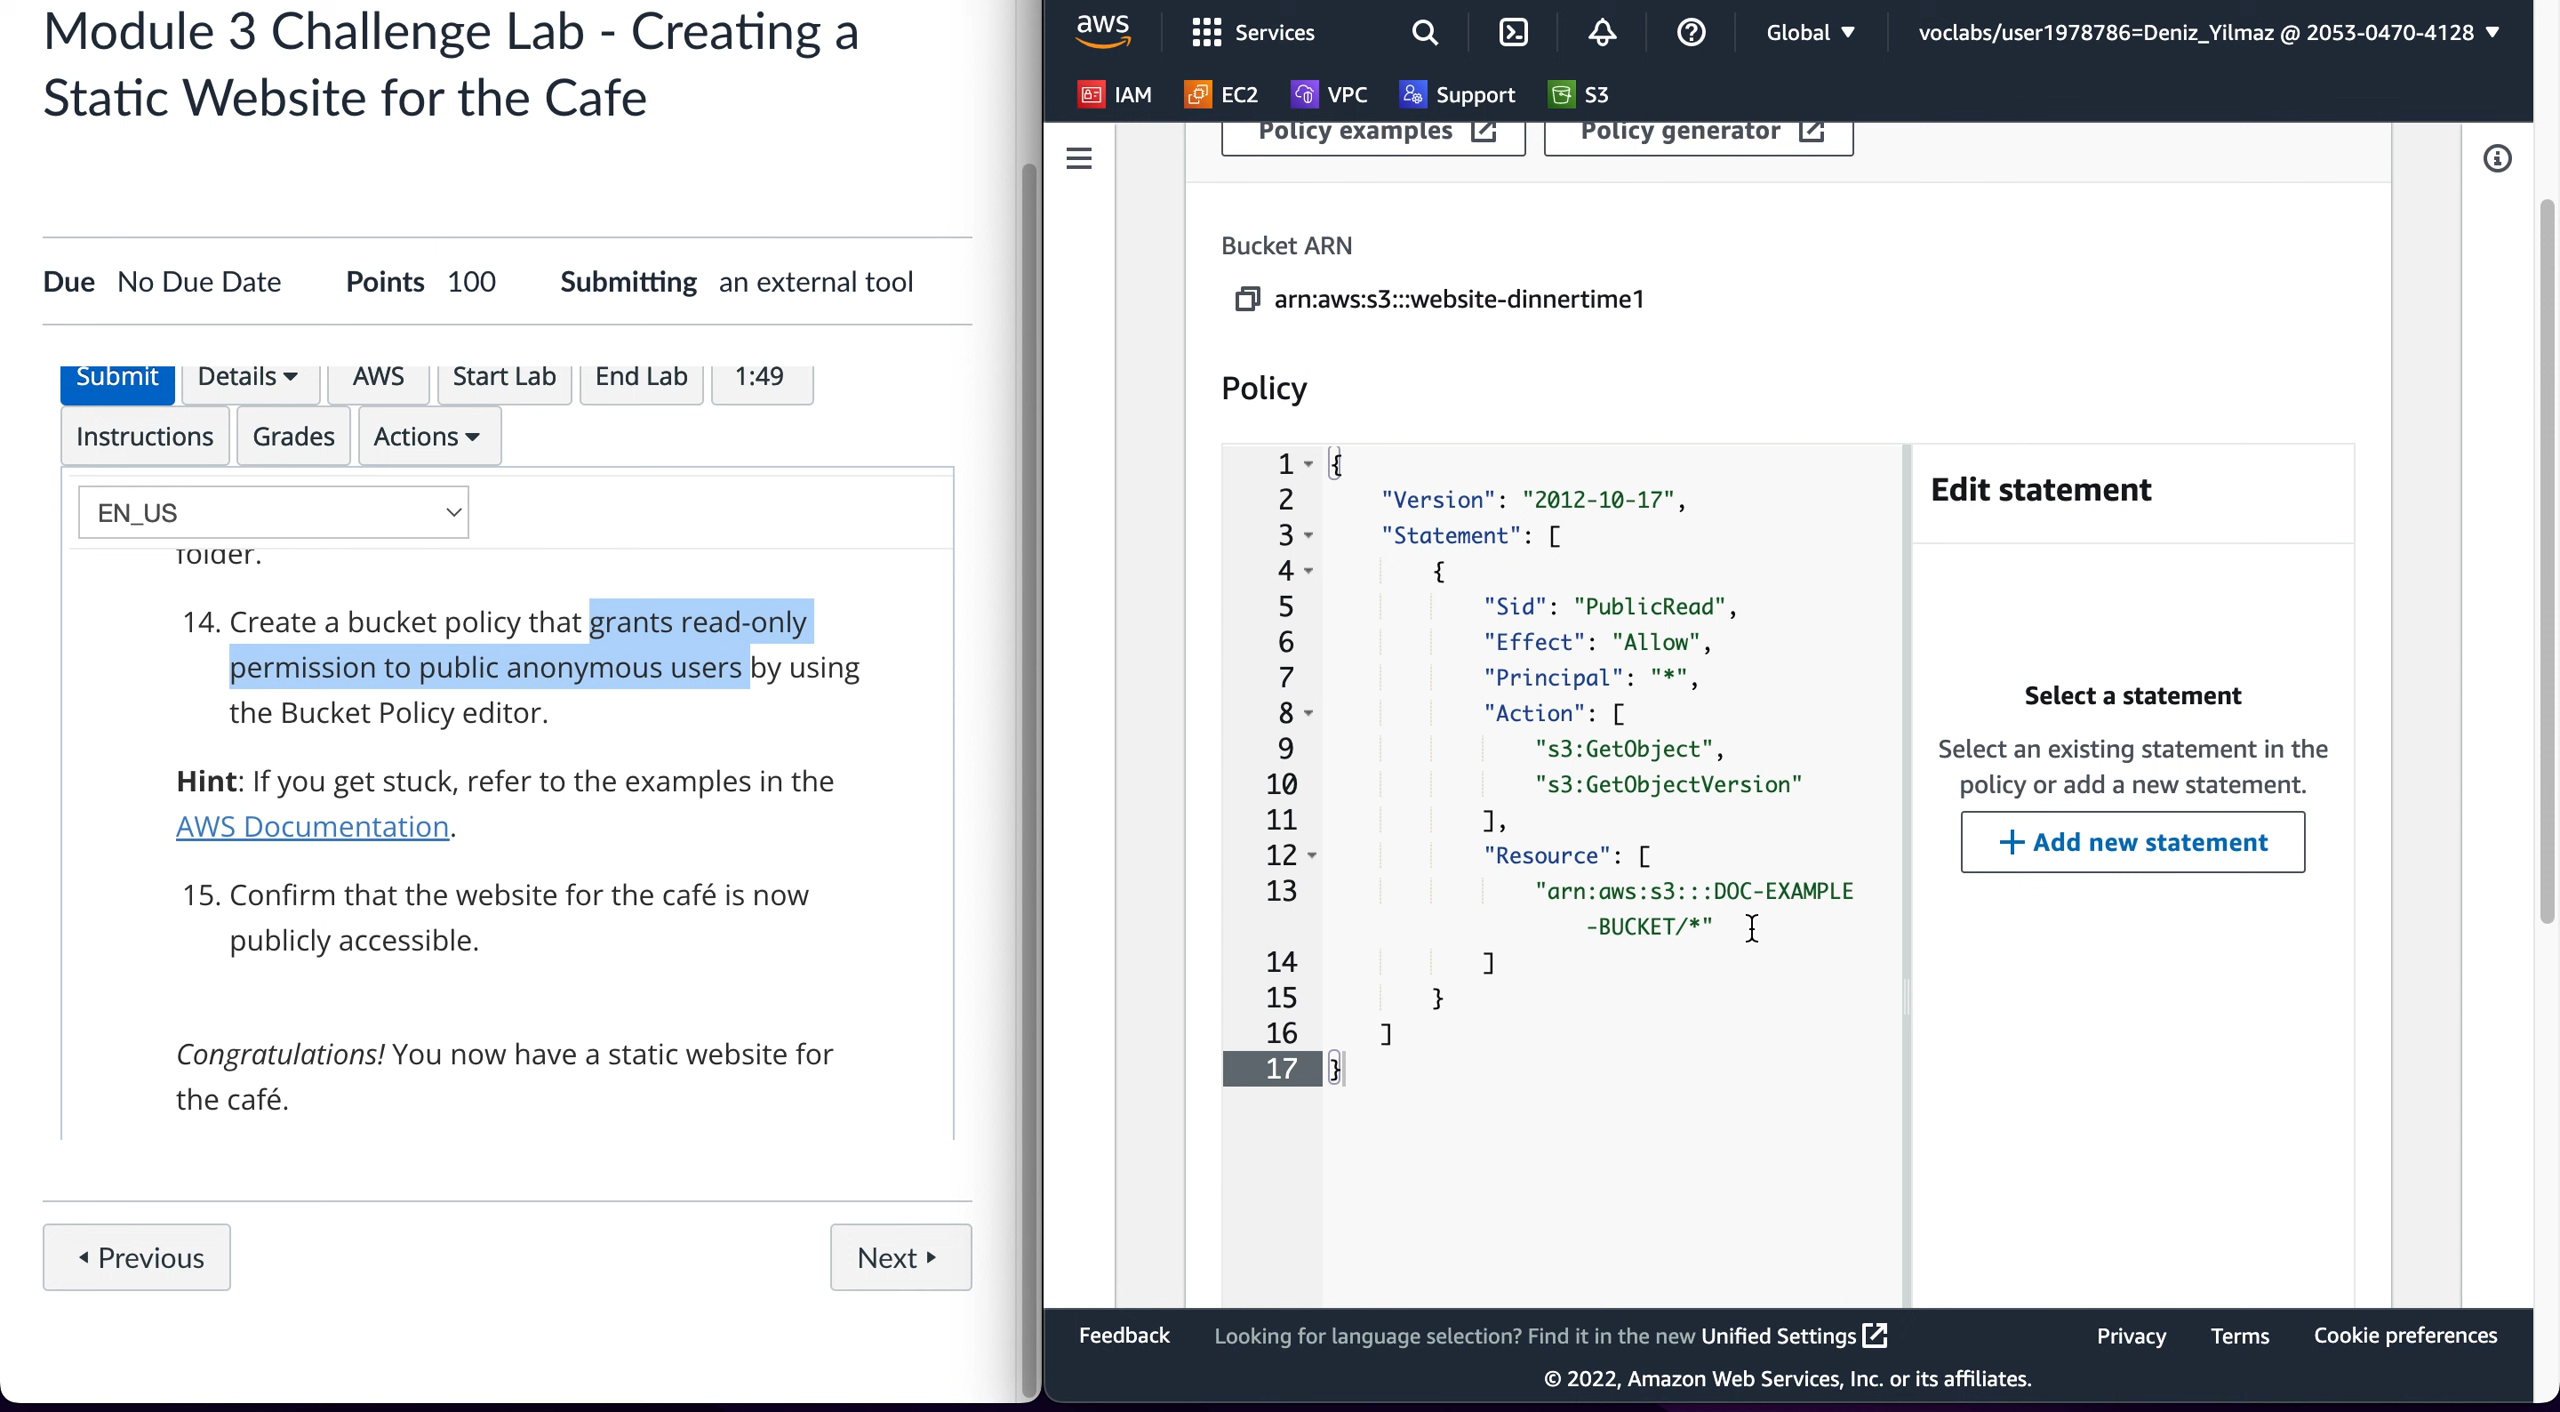 Module 3 Challenge Lab - Creating a
Static Website for the Cafe
Due No Due Date Points 100 Submitting an external tool
Submit Details AWS Start Lab End Lab 1:49
Instructions Grades Actions
EN_US
folder.
14. Create a bucket policy that grants read-only
permission to public anonymous users by using
the Bucket Policy editor.
Hint: If you get stuck, refer to the examples in the
AWS Documentation.
15. Confirm that the website for the café is now
publicly accessible.
Congratulations! You now have a static website for
the café.
Previous Next
aws Services Global voclabs/user1978786=Deniz_Yilmaz @ 2053-0470-4128
IAM EC2 VPC Support S3
Policy examples Policy generator
Bucket ARN
arn:aws:s3:::website-dinnertime1
Policy
1 {
2 "Version": "2012-10-17",
3 "Statement": [
4 {
5 "Sid": "PublicRead",
6 "Effect": "Allow",
7 "Principal": "*",
8 "Action": [
9 "s3:GetObject",
10 "s3:GetObjectVersion"
11 ],
12 "Resource": [
13 "arn:aws:s3:::DOC-EXAMPLE
-BUCKET/*"
14 ]
15 }
16 ]
17 }
Edit statement
Select a statement
Select an existing statement in the
policy or add a new statement.
+ Add new statement
Feedback Looking for language selection? Find it in the new Unified Settings Privacy Terms Cookie preferences
© 2022, Amazon Web Services, Inc. or its affiliates.